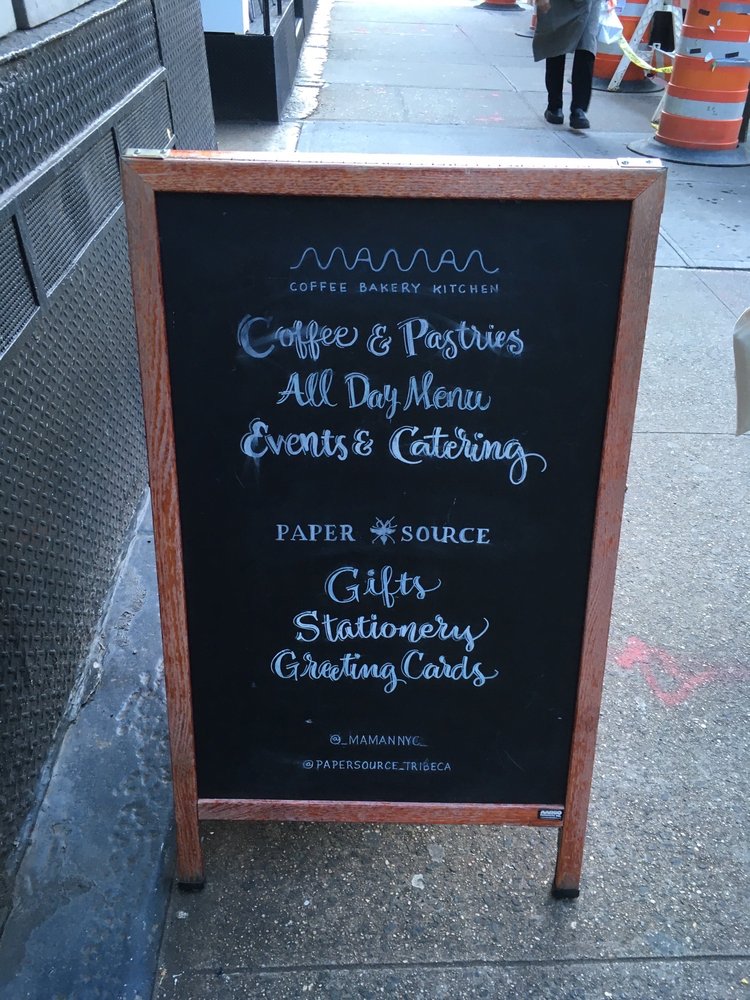 MAMAN
COFFEE BAKERY KITCHEN
Coffee & Pastries
All Day Menu
Events & Catering
PAPER SOURCE
Gifts
Stationery
Greeting Cards
@_MAMANNYC_
@PAPERSOURCE_TRIBECA